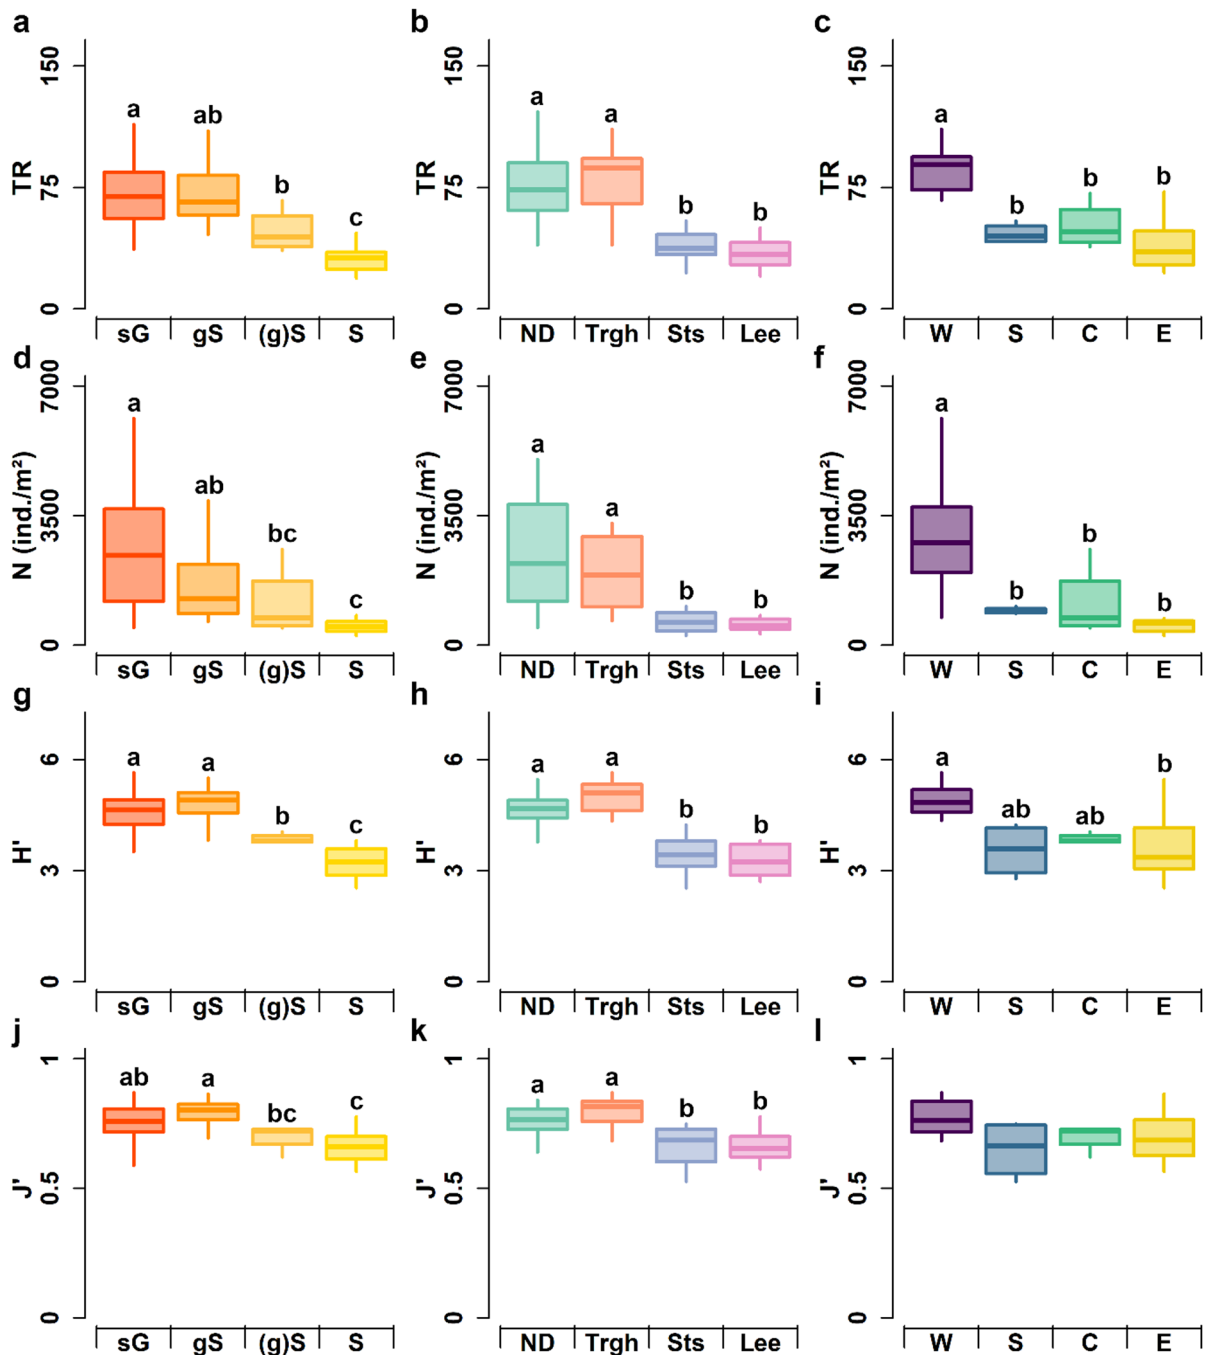 a b c
TR 150 75 0 a ab b c
TR a a b b
TR 150 75 0 a b b b
sG gS (g)S S
ND Trgh Sts Lee
W S C E
d e f
N (ind./m²) 7000 3500 0 a ab bc c
N (ind./m²) 7000 3500 0 a a b b
N (ind./m²) 7000 3500 0 a b b b
sG gS (g)S S
ND Trgh Sts Lee
W S C E
g h i
H' 6 3 0 a a b c
H' 6 3 0 a a b b
H' 6 3 0 a ab ab b
sG gS (g)S S
ND Trgh Sts Lee
W S C E
j k l
J' 1 0.5 0 ab a bc c
J' 1 0.5 0 a a b b
J' 1 0.5 0
sG gS (g)S S
ND Trgh Sts Lee
W S C E